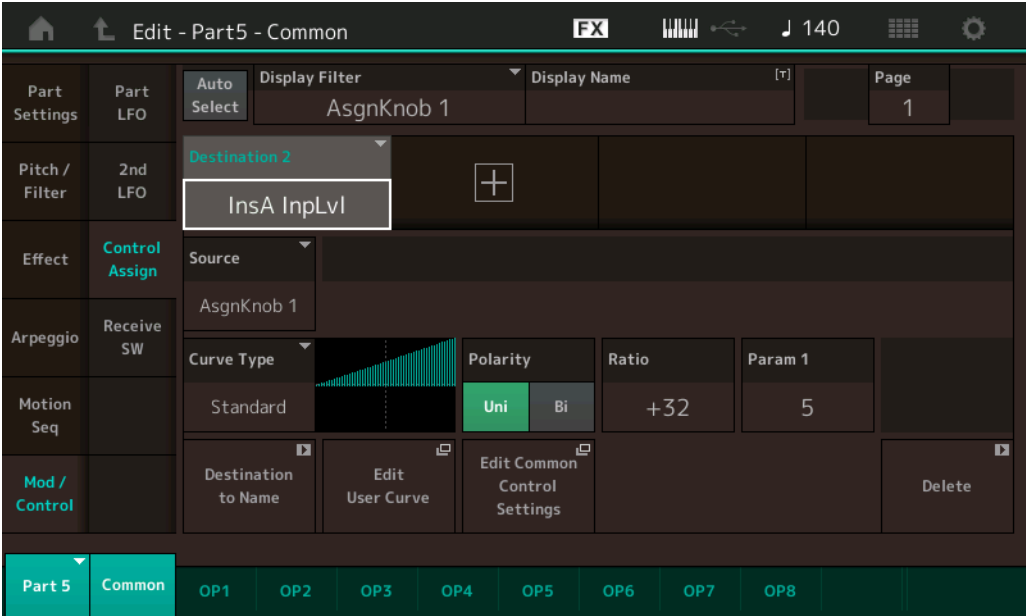 Edit - Part5 - Common
FX
♩ 140
Part
Settings
Pitch /
Filter
Effect
Arpeggio
Motion
Seq
Mod /
Control
Part
LFO
2nd
LFO
Control
Assign
Receive
SW
Auto
Select
Display Filter
AsgnKnob 1
Display Name
[T]
Page
1
Destination 2
InsA InpLvl
Source
AsgnKnob 1
Curve Type
Standard
Polarity
Uni
Bi
Ratio
+32
Param 1
5
Destination
to Name
Edit
User Curve
Edit Common
Control
Settings
Delete
Part 5
Common
OP1
OP2
OP3
OP4
OP5
OP6
OP7
OP8